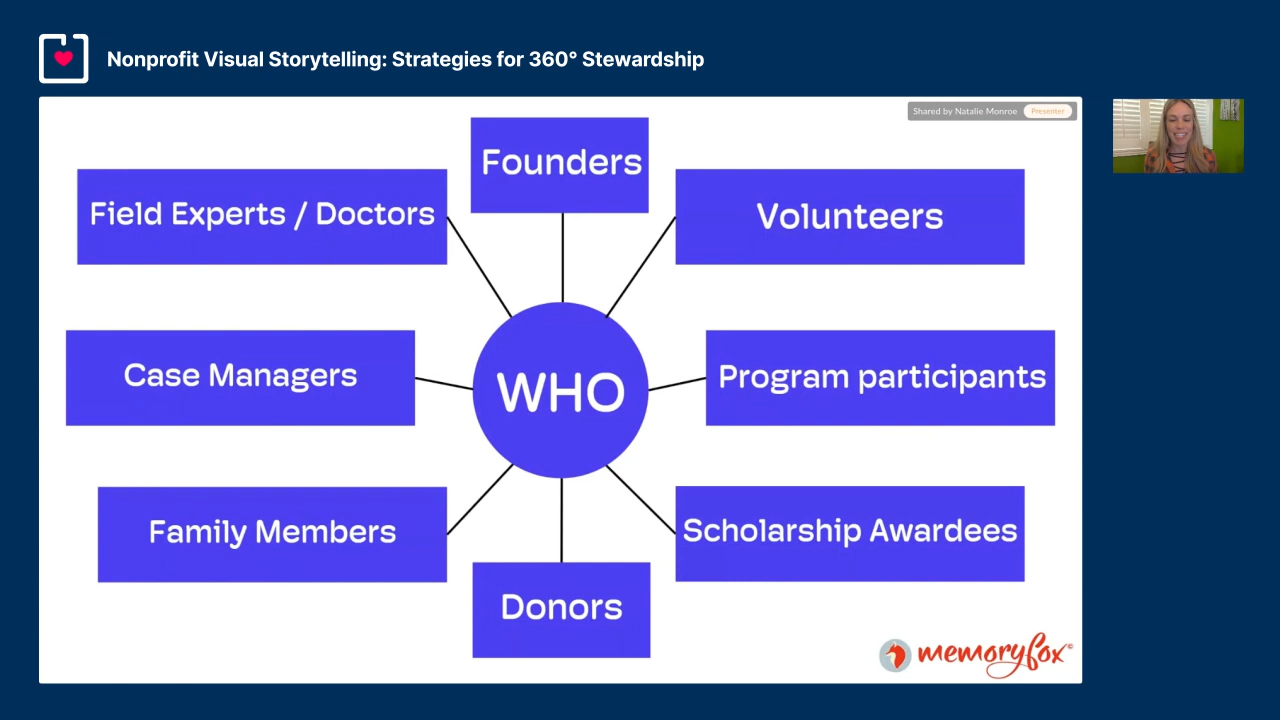 Nonprofit Visual Storytelling: Strategies for 360° Stewardship
Shared by Natalie Monroe Presenter
Founders
Field Experts / Doctors
Volunteers
Case Managers
WHO
Program participants
Family Members
Scholarship Awardees
Donors
memoryfox©